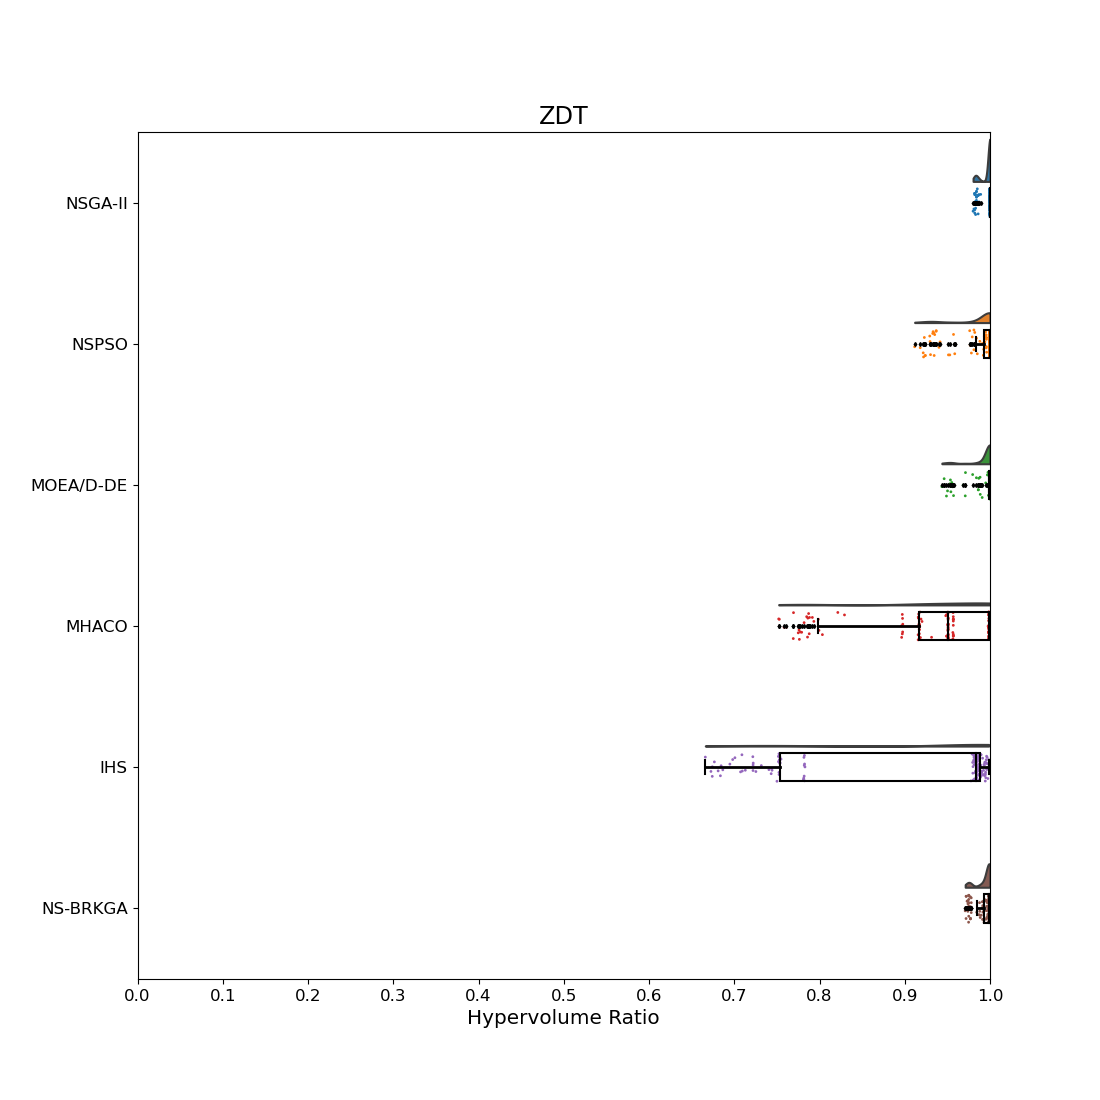 ZDT
NSGA-II
NSPSO
MOEA/D-DE
MHACO
IHS
NS-BRKGA
0.0 0.1 0.2 0.3 0.4 0.5 0.6 0.7 0.8 0.9 1.0
Hypervolume Ratio